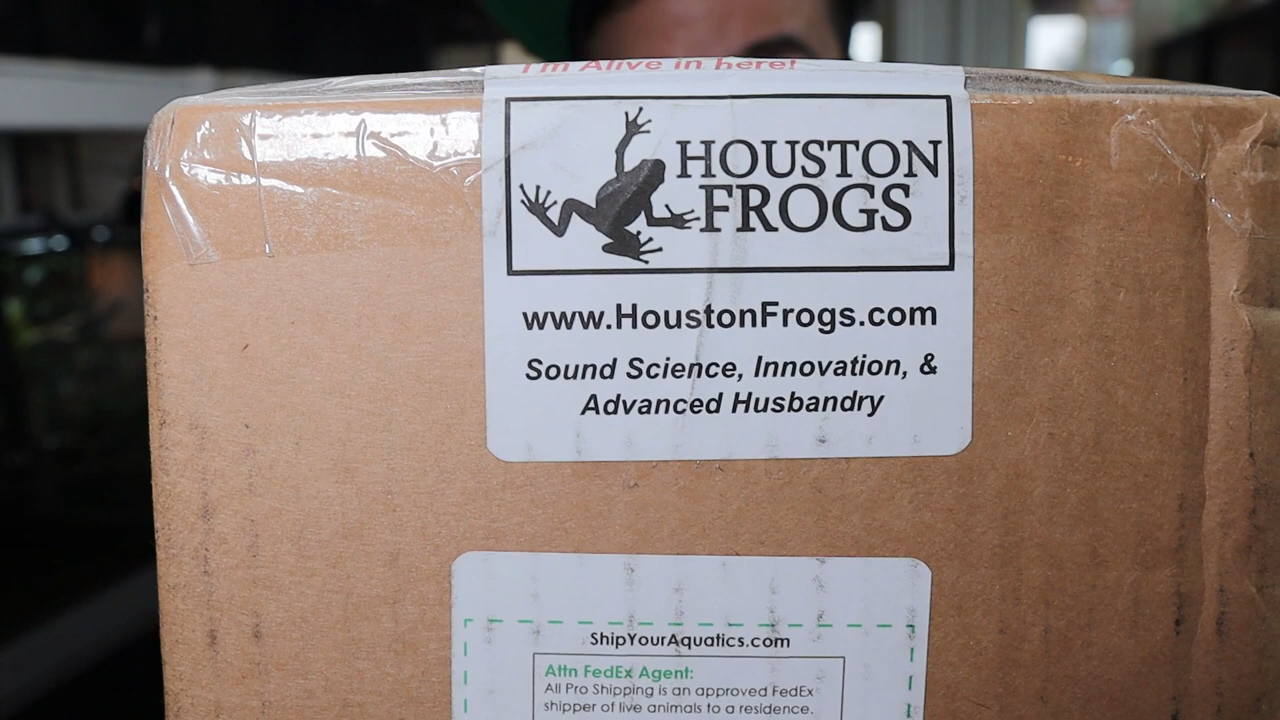 I'm Alive in here!
HOUSTON
FROGS
www.HoustonFrogs.com
Sound Science, Innovation, &
Advanced Husbandry
ShipYourAquatics.com
Attn FedEx Agent:
All Pro Shipping is an approved FedEx
shipper of live animals to a residence.